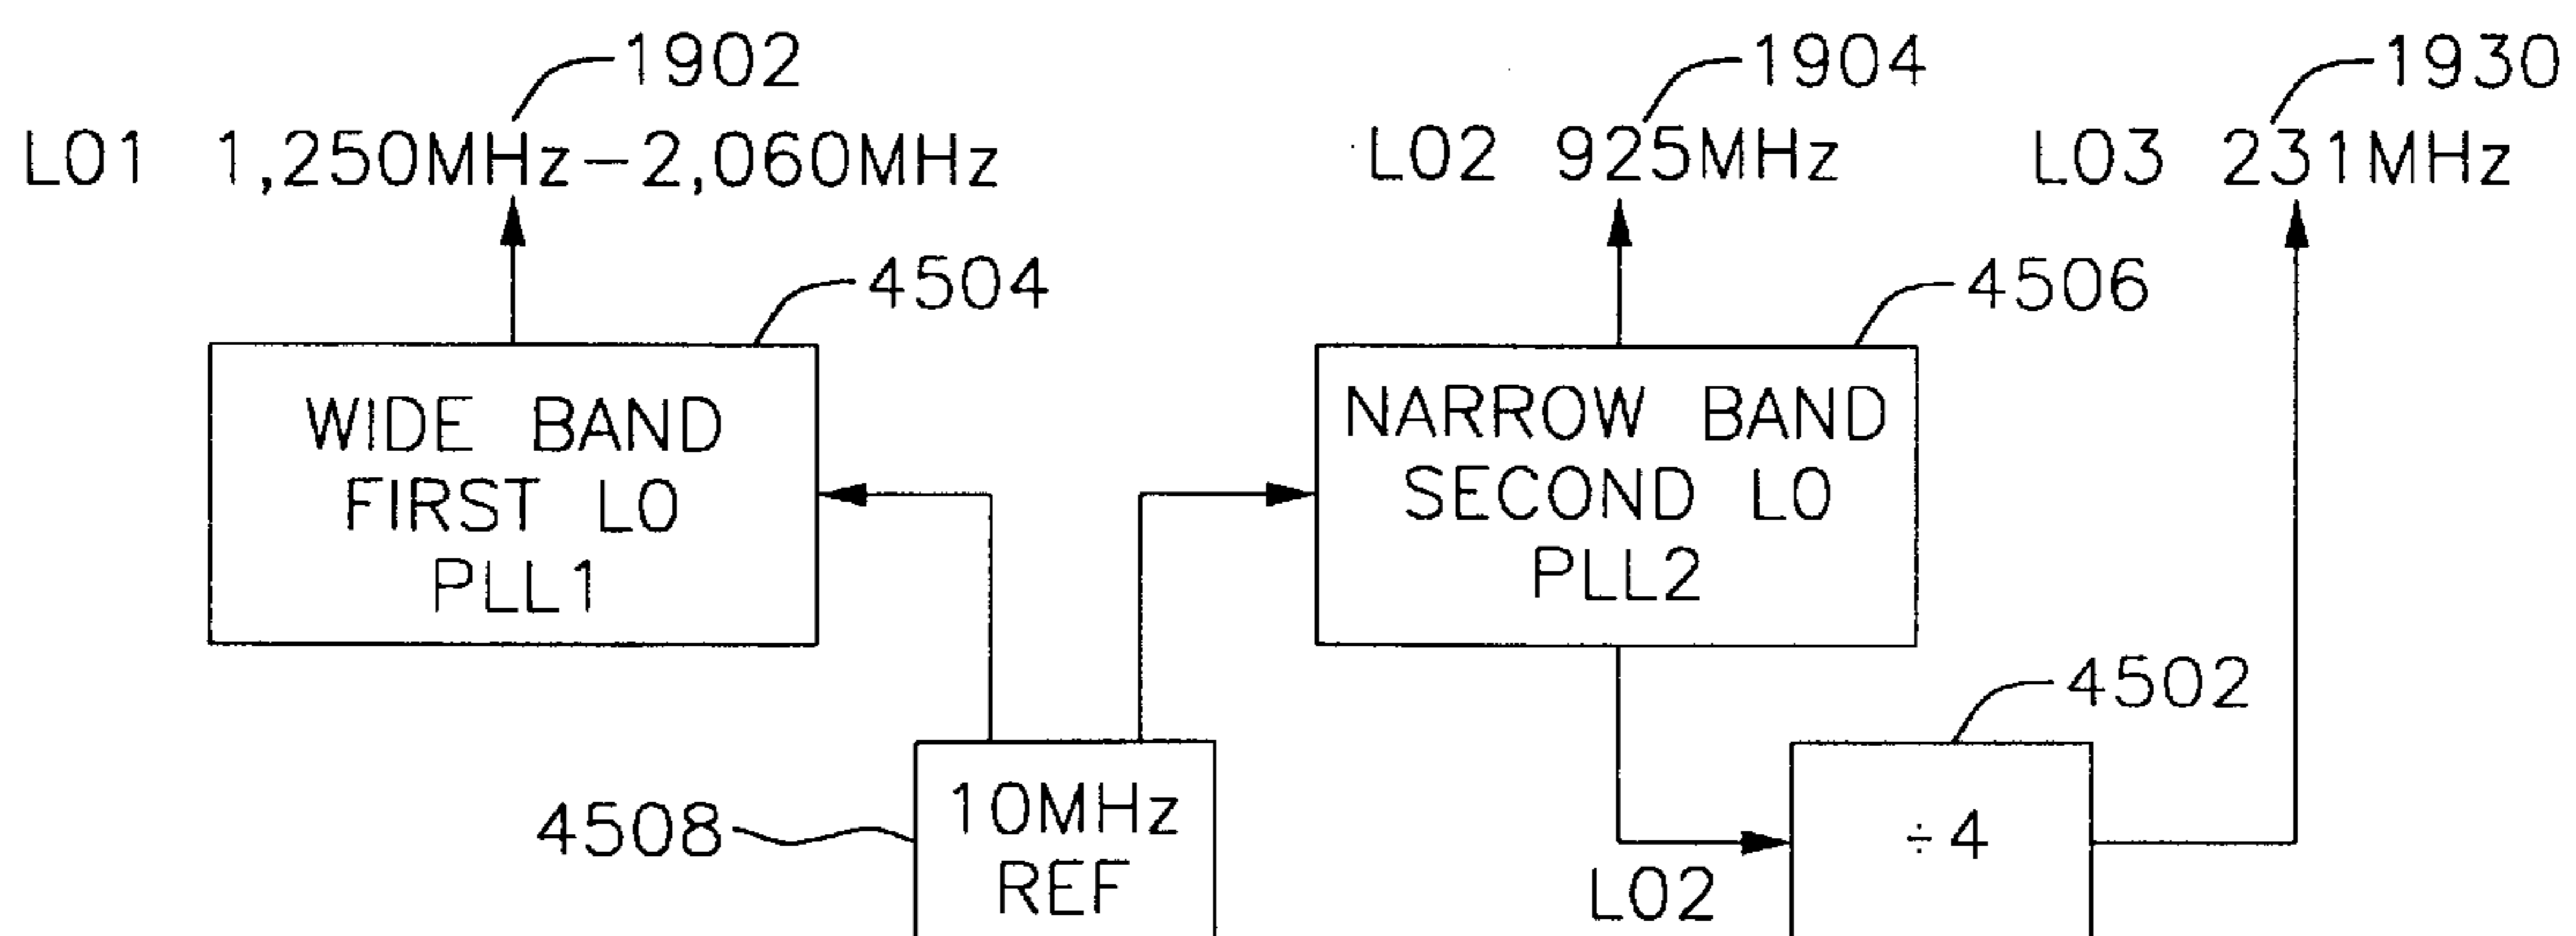 1902
1904
1930
LO1 1,250MHz-2,060MHz
LO2 925MHz
LO3 231MHz
4504
4506
WIDE BAND
FIRST LO
PLL1
NARROW BAND
SECOND LO
PLL2
4502
4508
10MHz
REF
÷4
LO2